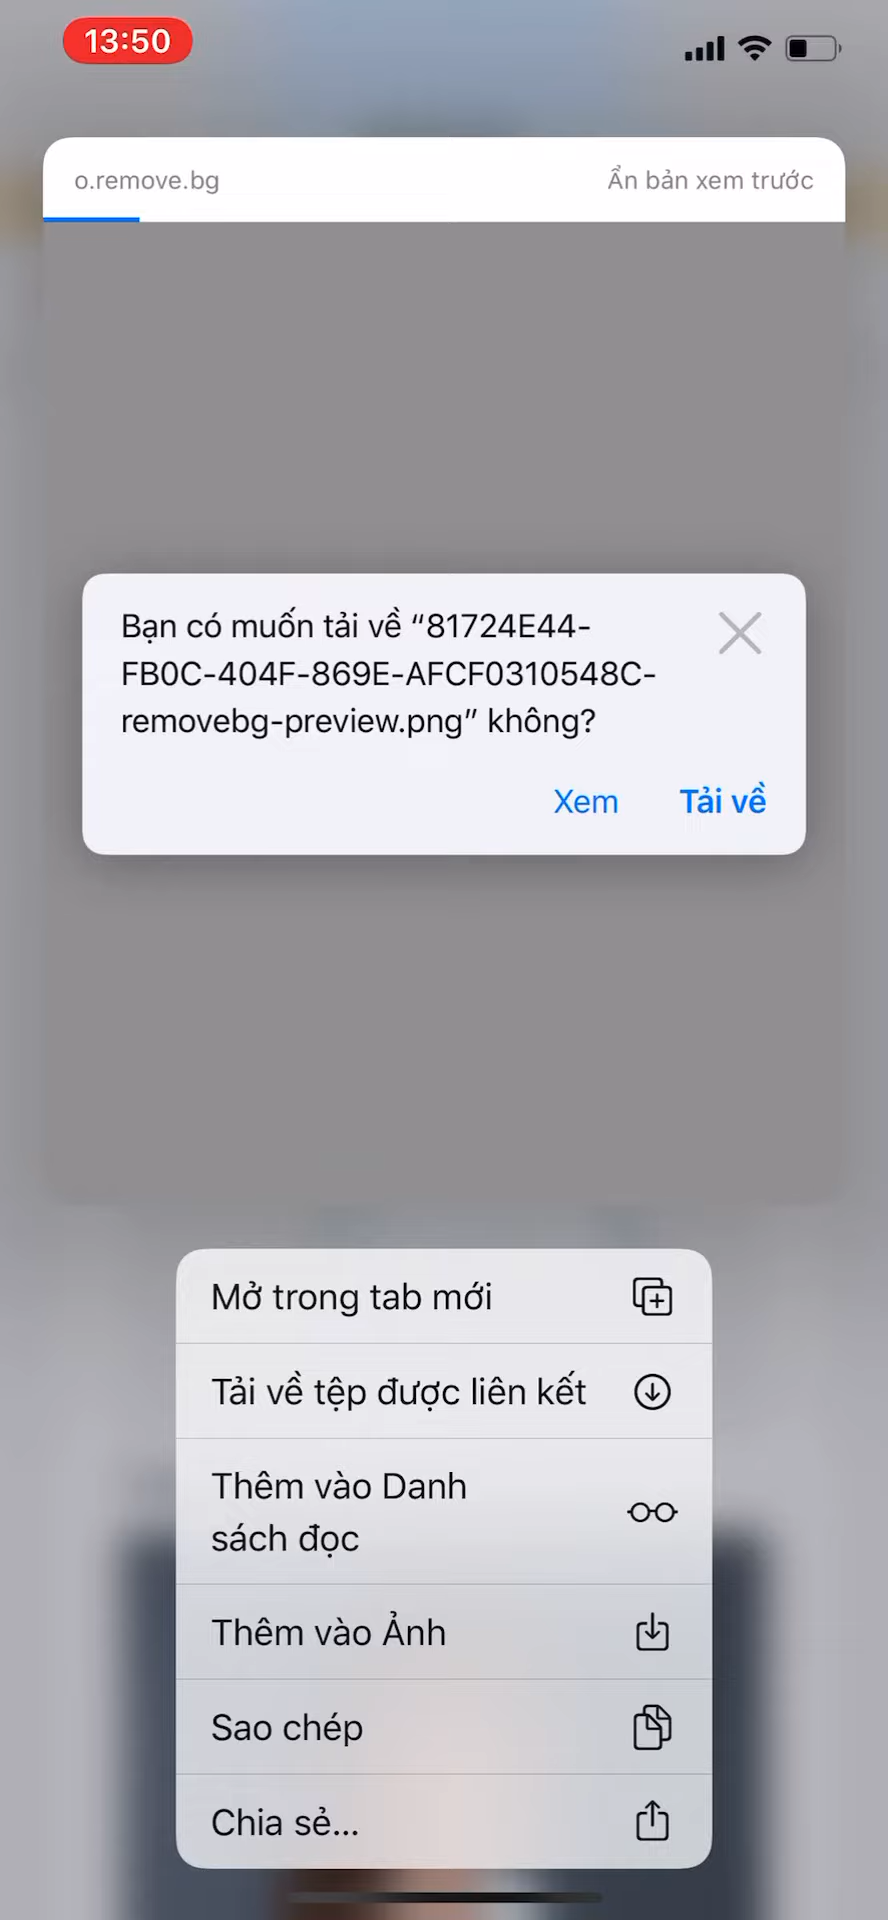 13:50
o.remove.bg
Ẩn bản xem trước
Bạn có muốn tải về “81724E44-
FB0C-404F-869E-AFCF0310548C-
removebg-preview.png” không?
Xem
Tải về
Mở trong tab mới
Tải về tệp được liên kết
Thêm vào Danh
sách đọc
Thêm vào Ảnh
Sao chép
Chia sẻ...